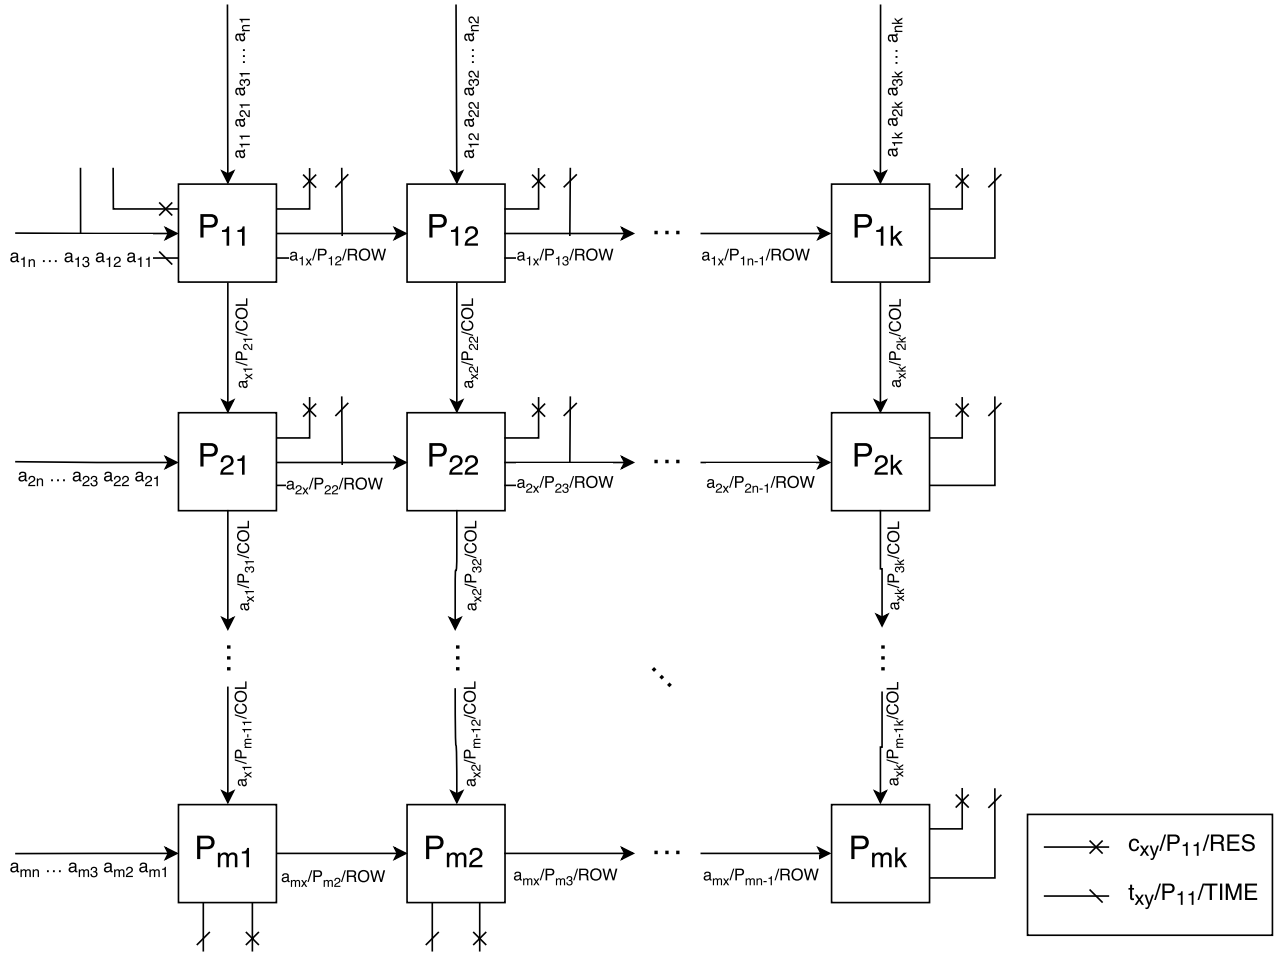 a11 a21 a31 ... an1
a12 a22 a32 ... an2
a1k a2k a3k ... ank
P11
P12
...
P1k
a1n ... a13 a12 a11
a1x/P12/ROW
a1x/P13/ROW
a1x/P1n-1/ROW
ax1/P21/COL
ax2/P22/COL
axk/P2k/COL
P21
P22
...
P2k
a2n ... a23 a22 a21
a2x/P22/ROW
a2x/P23/ROW
a2x/P2n-1/ROW
ax1/P31/COL
ax2/P32/COL
axk/P3k/COL
...
...
...
...
ax1/Pm-11/COL
ax2/Pm-12/COL
axk/Pm-1k/COL
Pm1
Pm2
...
Pmk
amn ... am3 am2 am1
amx/Pm2/ROW
amx/Pm3/ROW
amx/Pmn-1/ROW
cxy/P11/RES
txy/P11/TIME